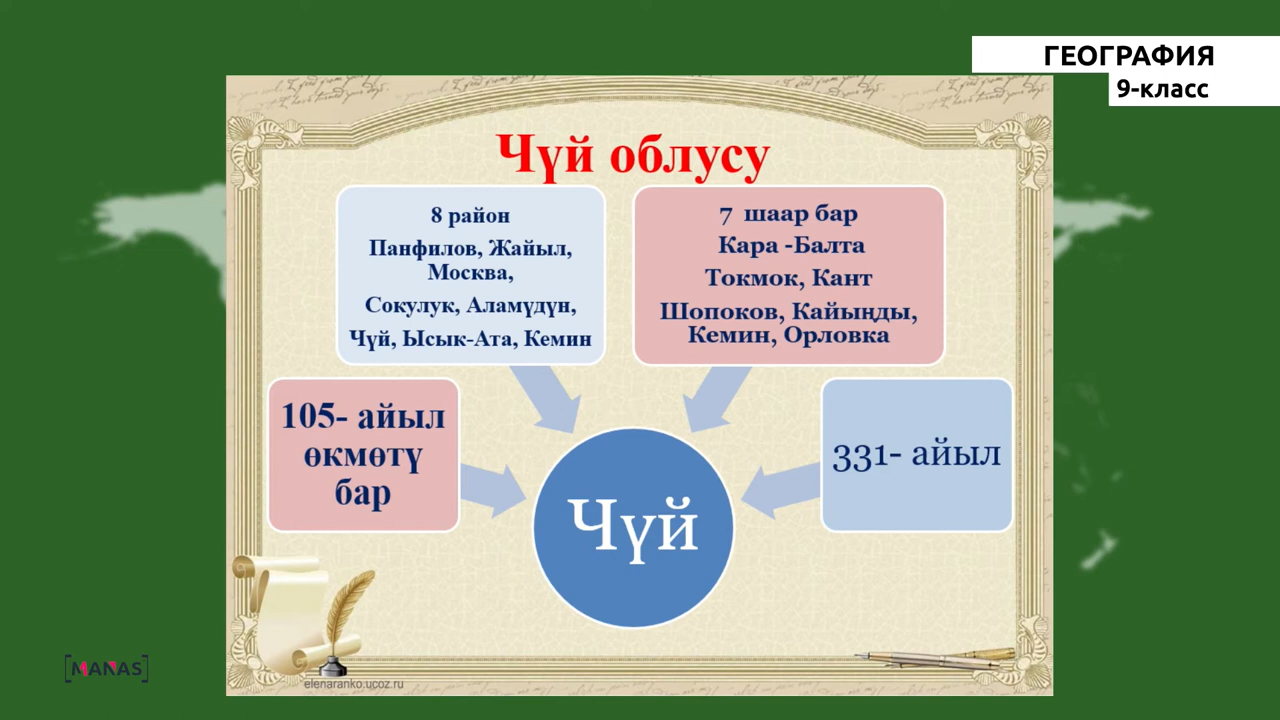 ГЕОГРАФИЯ
9-класс
Чүй облусу
8 район
Панфилов, Жайыл,
Москва,
Сокулук, Аламүдүн,
Чүй, Ысык-Ата, Кемин
7 шаар бар
Кара -Балта
Токмок, Кант
Шопоков, Кайыңды,
Кемин, Орловка
105- айыл
өкмөтү
бар
331- айыл
Чүй
[MANAS]
elenaranko.ucoz.ru